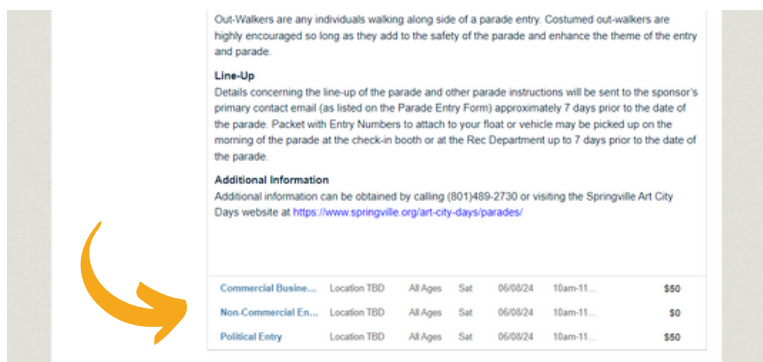 Out-Walkers are any individuals walking along side of a parade entry. Costumed out-walkers are
highly encouraged so long as they add to the safety of the parade and enhance the theme of the entry
and parade.
Line-Up
Details concerning the line-up of the parade and other parade instructions will be sent to the sponsor's
primary contact email (as listed on the Parade Entry Form) approximately 7 days prior to the date of
the parade. Packet with Entry Numbers to attach to your float or vehicle may be picked up on the
morning of the parade at the check-in booth or at the Rec Department up to 7 days prior to the date of
the parade.
Additional Information
Additional information can be obtained by calling (801)489-2730 or visiting the Springville Art City
Days website at https://www.springville.org/art-city-days/parades/
Commercial Busine... Location TBD All Ages Sat 06/08/24 10am-11... $50
Non-Commercial En... Location TBD All Ages Sat 06/08/24 10am-11... $0
Political Entry Location TBD All Ages Sat 06/08/24 10am-11... $50